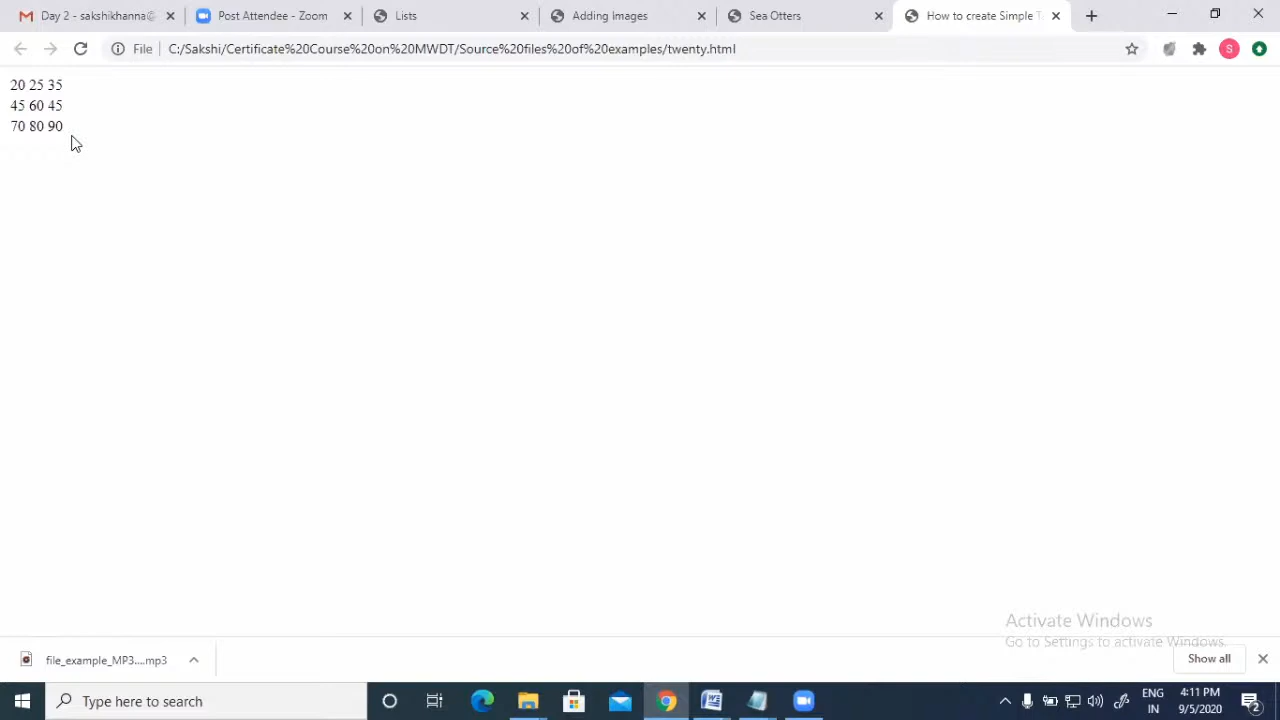 Day 2 - sakshikhanna@
Post Attendee - Zoom
Lists
Adding Images
Sea Otters
How to create Simple T
File
C:/Sakshi/Certificate%20Course%20on%20MWDT/Source%20files%20of%20examples/twenty.html
S
20 25 35
45 60 45
70 80 90
Activate Windows
Go to Settings to activate Windows.
file_example_MP3....mp3
Show all
Type here to search
ENG
IN
4:11 PM
9/5/2020
2